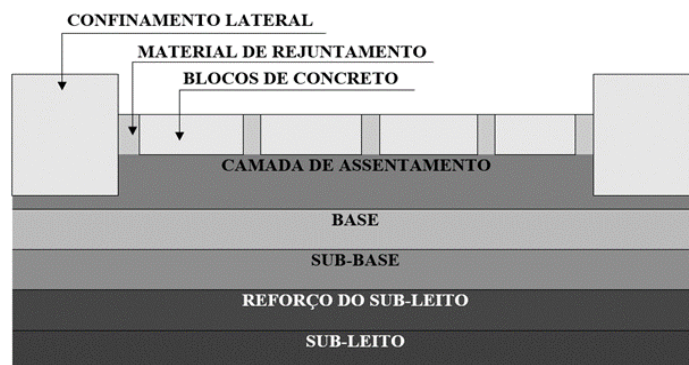 CONFINAMENTO LATERAL
MATERIAL DE REJUNTAMENTO
BLOCOS DE CONCRETO
CAMADA DE ASSENTAMENTO
BASE
SUB-BASE
REFORÇO DO SUB-LEITO
SUB-LEITO